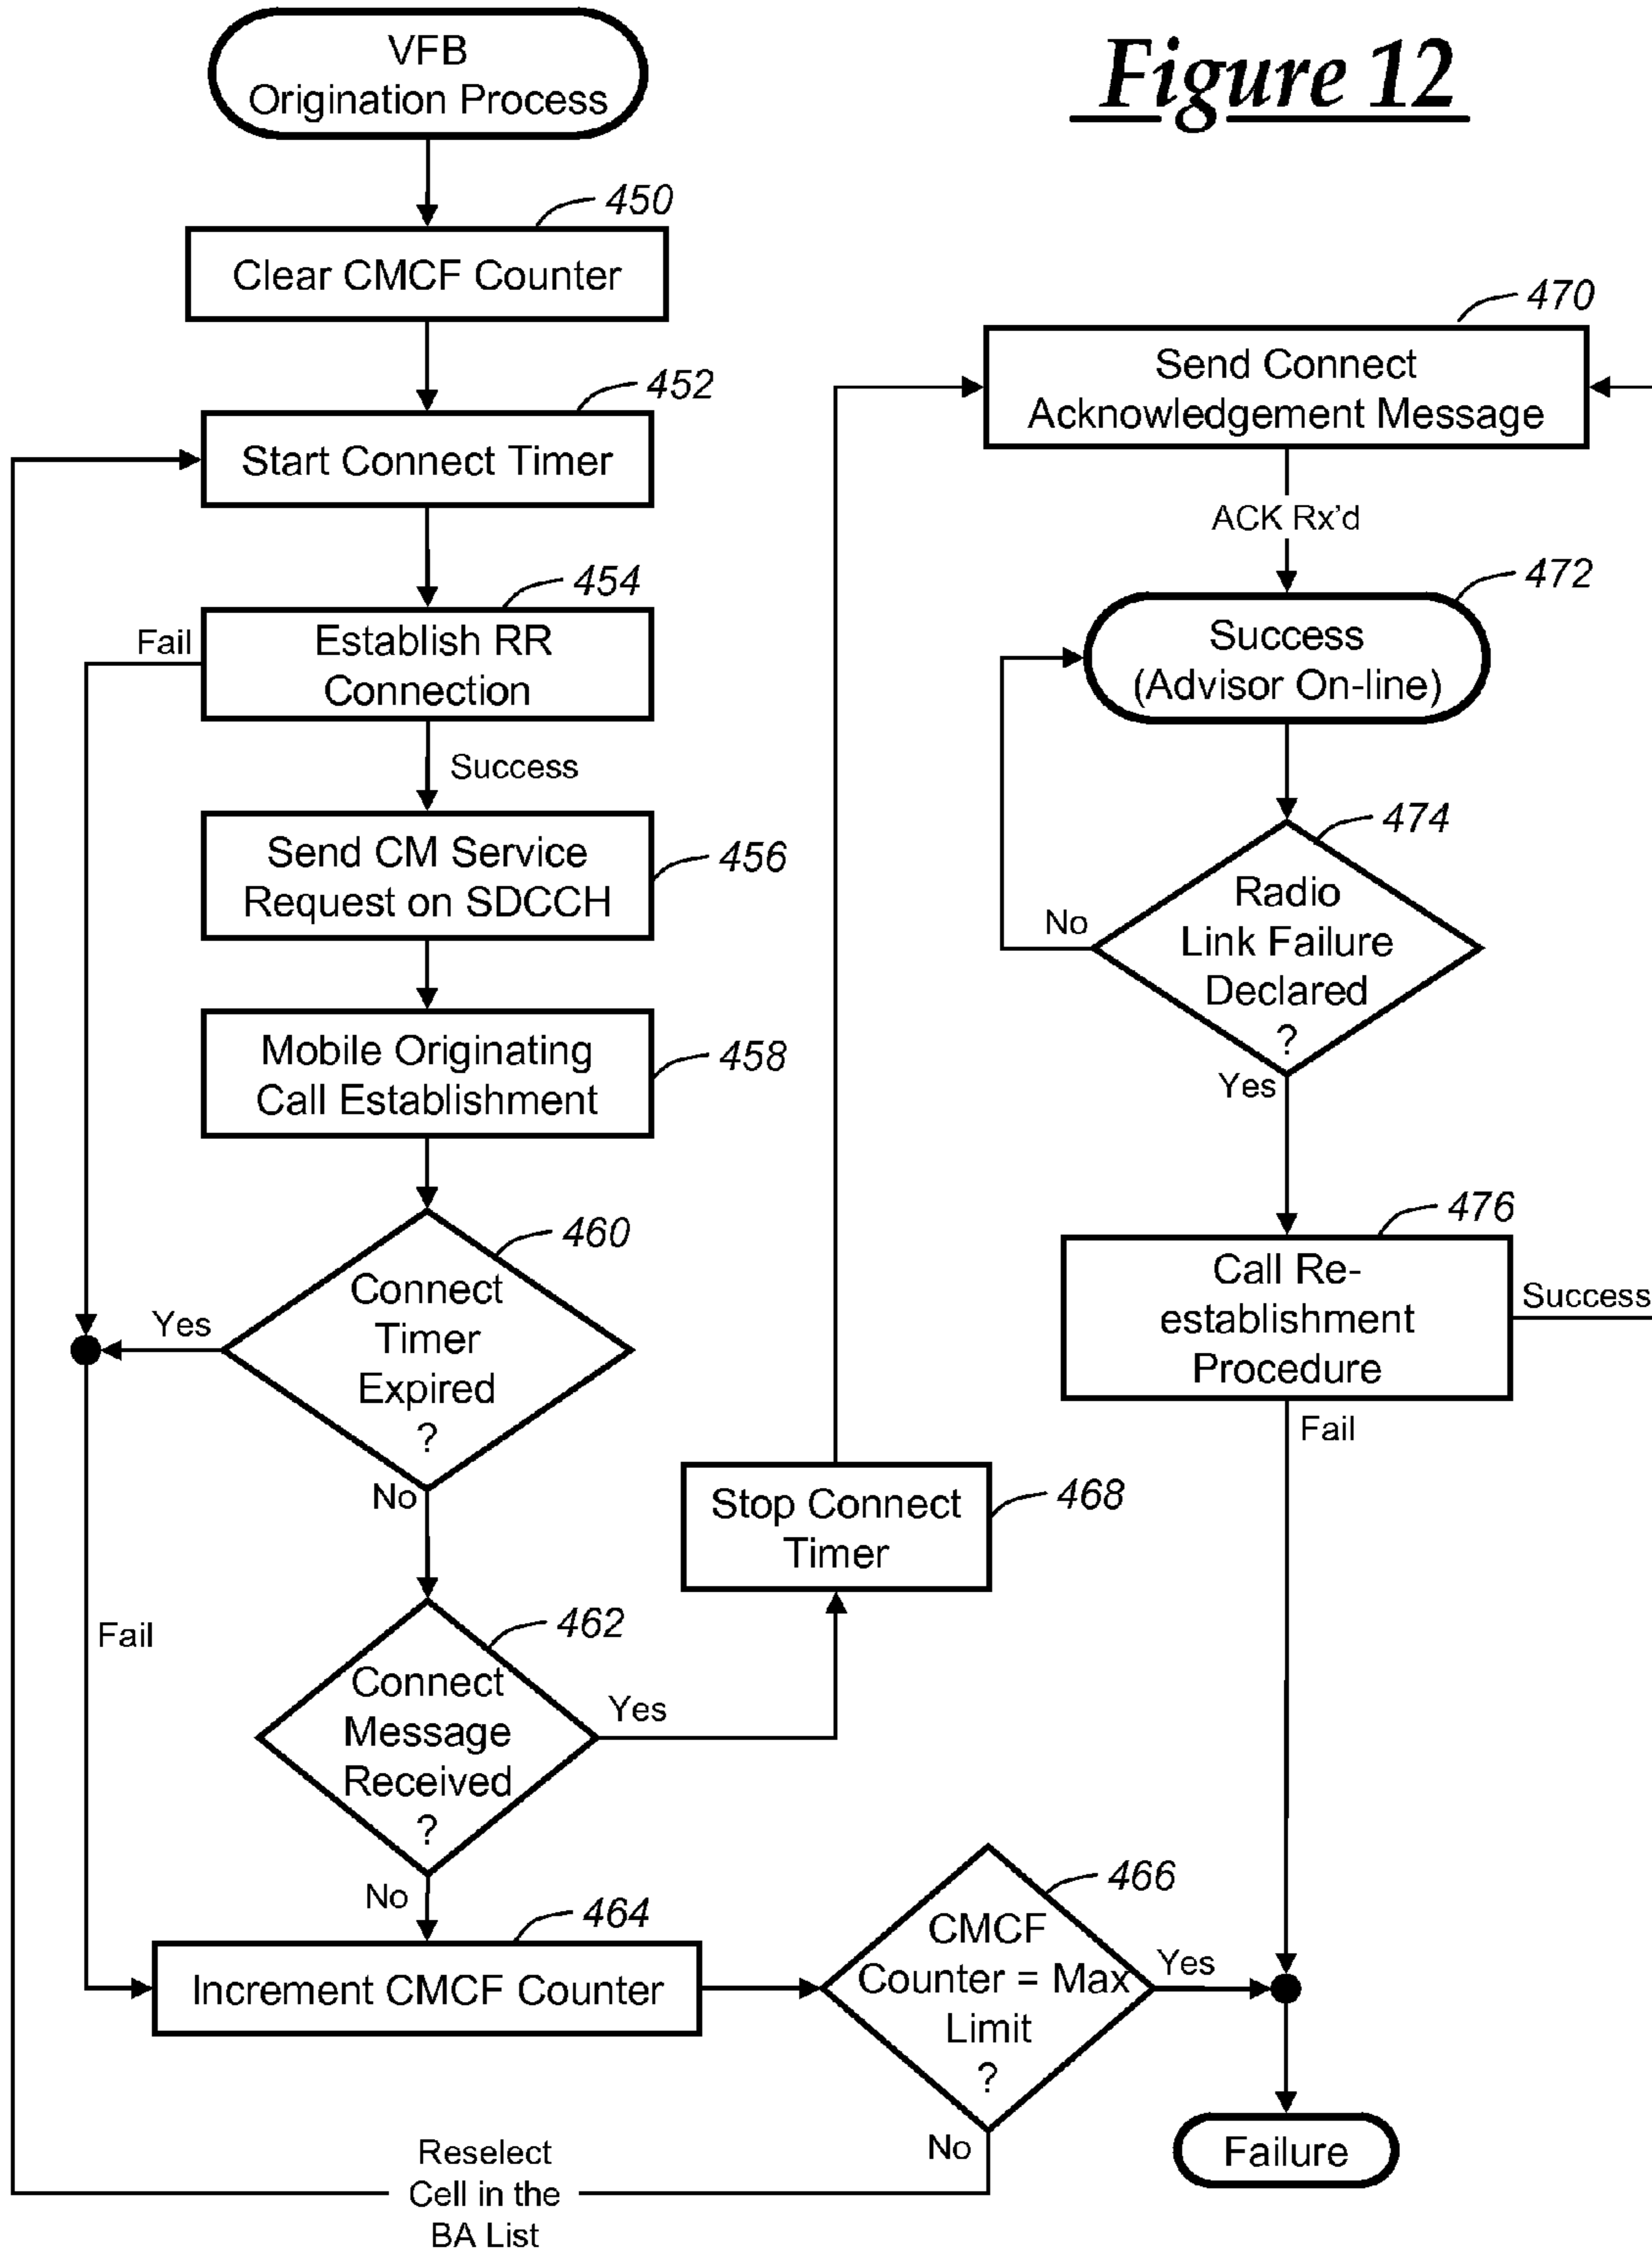 Figure 12
VFB
Origination Process
450
Clear CMCF Counter
452
Start Connect Timer
454
Establish RR
Connection
Fail
Success
Send CM Service
Request on SDCCH
456
Mobile Originating
Call Establishment
458
460
Connect
Timer
Expired
?
Yes
No
462
Connect
Message
Received
?
Yes
No
Fail
464
Increment CMCF Counter
466
CMCF
Counter = Max
Limit
?
Yes
No
Reselect
Cell in the
BA List
Stop Connect
Timer
468
470
Send Connect
Acknowledgement Message
ACK Rx'd
472
Success
(Advisor On-line)
474
Radio
Link Failure
Declared
?
No
Yes
476
Call Re-
establishment
Procedure
Success
Fail
Failure